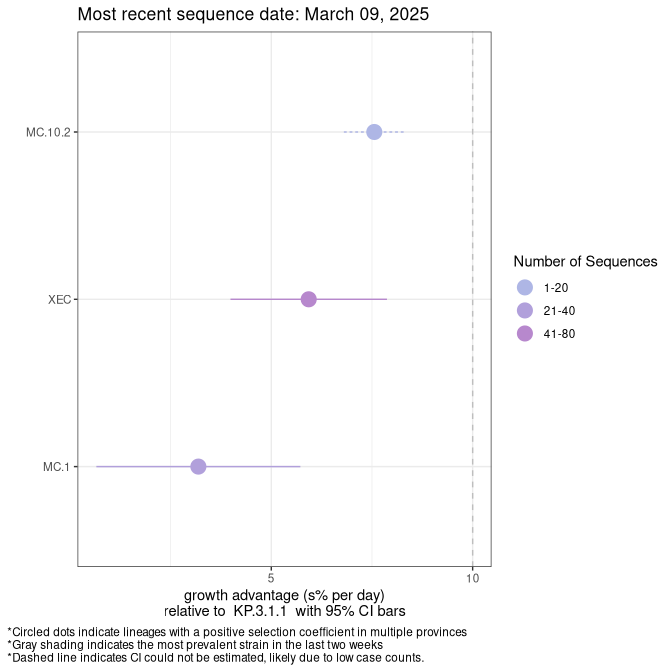 Most recent sequence date: March 09, 2025
MC.10.2
XEC
MC.1
5
10
growth advantage (s% per day)
relative to KP.3.1.1 with 95% CI bars
Number of Sequences
1-20
21-40
41-80
*Circled dots indicate lineages with a positive selection coefficient in multiple provinces
*Gray shading indicates the most prevalent strain in the last two weeks
*Dashed line indicates CI could not be estimated, likely due to low case counts.